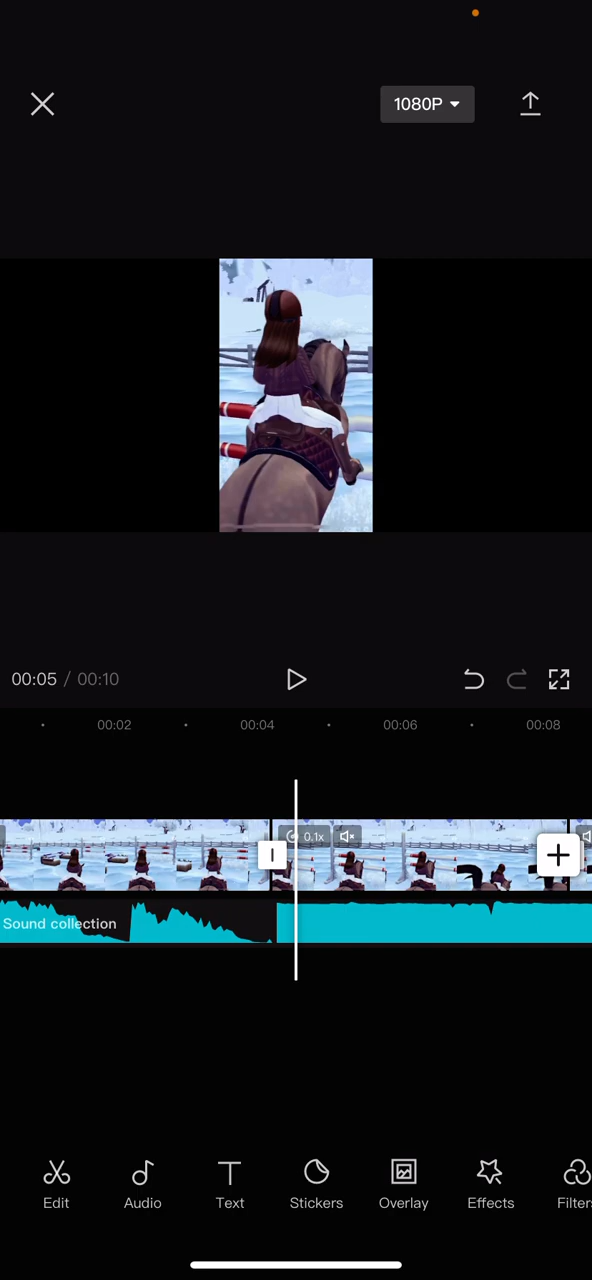 1080P
00:05 / 00:10
00:02 00:04 00:06 00:08
0.1x
Sound collection
Edit Audio Text Stickers Overlay Effects Filters